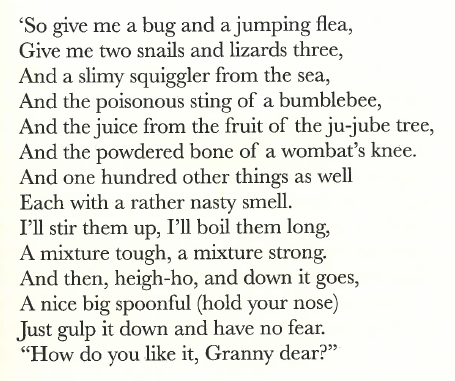 ‘So give me a bug and a jumping flea,
Give me two snails and lizards three,
And a slimy squiggler from the sea,
And the poisonous sting of a bumblebee,
And the juice from the fruit of the ju-jube tree,
And the powdered bone of a wombat’s knee.
And one hundred other things as well
Each with a rather nasty smell.
I’ll stir them up, I’ll boil them long,
A mixture tough, a mixture strong.
And then, heigh-ho, and down it goes,
A nice big spoonful (hold your nose)
Just gulp it down and have no fear.
“How do you like it, Granny dear?”